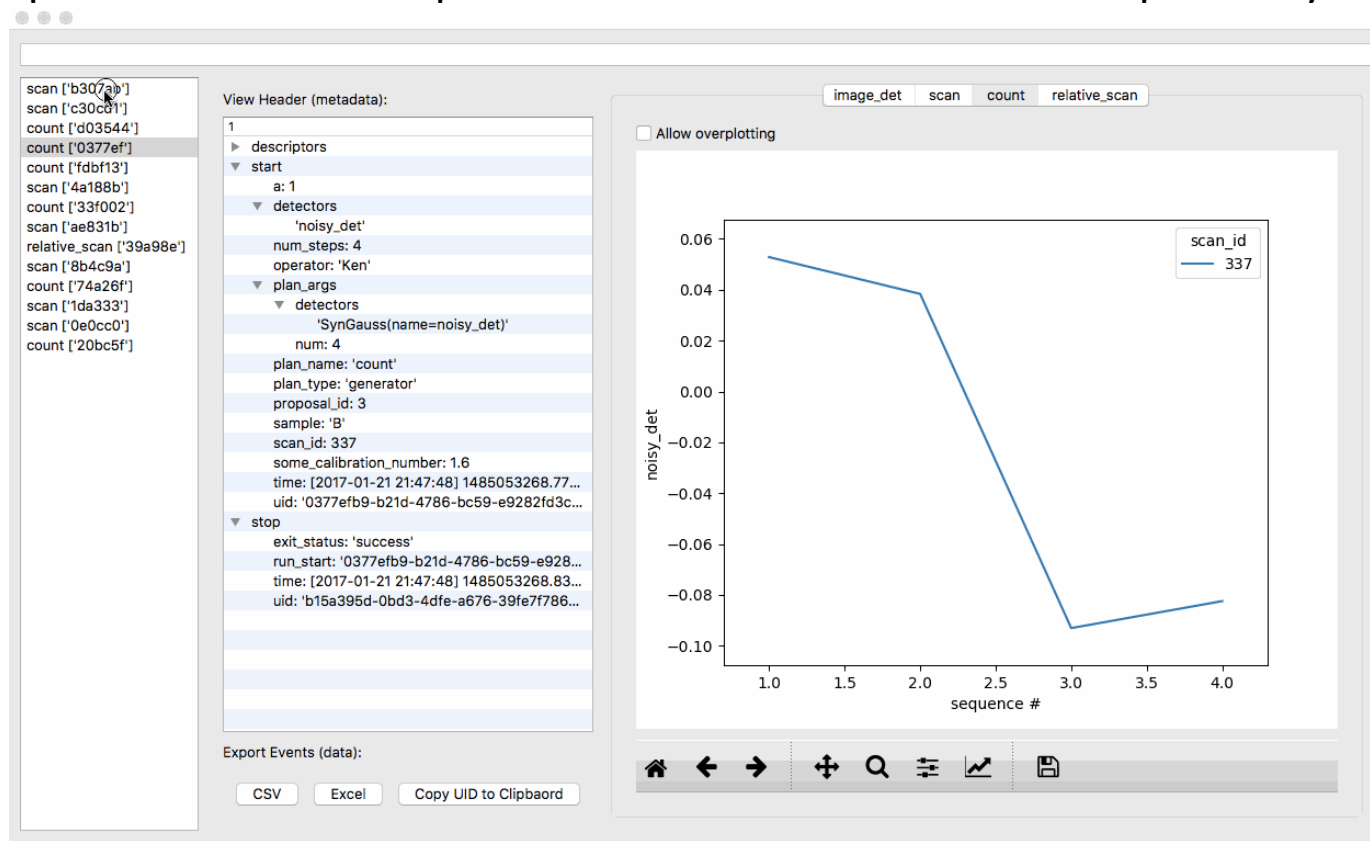 scan ['b307ab']
scan ['c30cd1']
count ['d03544']
count ['0377ef']
count ['fdbf13']
scan ['4a188b']
count ['33f002']
scan ['ae831b']
relative_scan ['39a98e']
scan ['8b4c9a']
count ['74a26f']
scan ['1da333']
scan ['0e0cc0']
count ['20bc5f']
View Header (metadata):
1
descriptors
start
a: 1
detectors
'noisy_det'
num_steps: 4
operator: 'Ken'
plan_args
detectors
'SynGauss(name=noisy_det)'
num: 4
plan_name: 'count'
plan_type: 'generator'
proposal_id: 3
sample: 'B'
scan_id: 337
some_calibration_number: 1.6
time: [2017-01-21 21:47:48] 1485053268.77...
uid: '0377efb9-b21d-4786-bc59-e9282fd3c...
stop
exit_status: 'success'
run_start: '0377efb9-b21d-4786-bc59-e928...
time: [2017-01-21 21:47:48] 1485053268.83...
uid: 'b15a395d-0bd3-4dfe-a676-39fe7f786...
Export Events (data):
CSV Excel Copy UID to Clipbaord
image_det scan count relative_scan
Allow overplotting
scan_id
337
0.06
0.04
0.02
0.00
−0.02
−0.04
−0.06
−0.08
−0.10
noisy_det
1.0 1.5 2.0 2.5 3.0 3.5 4.0
sequence #